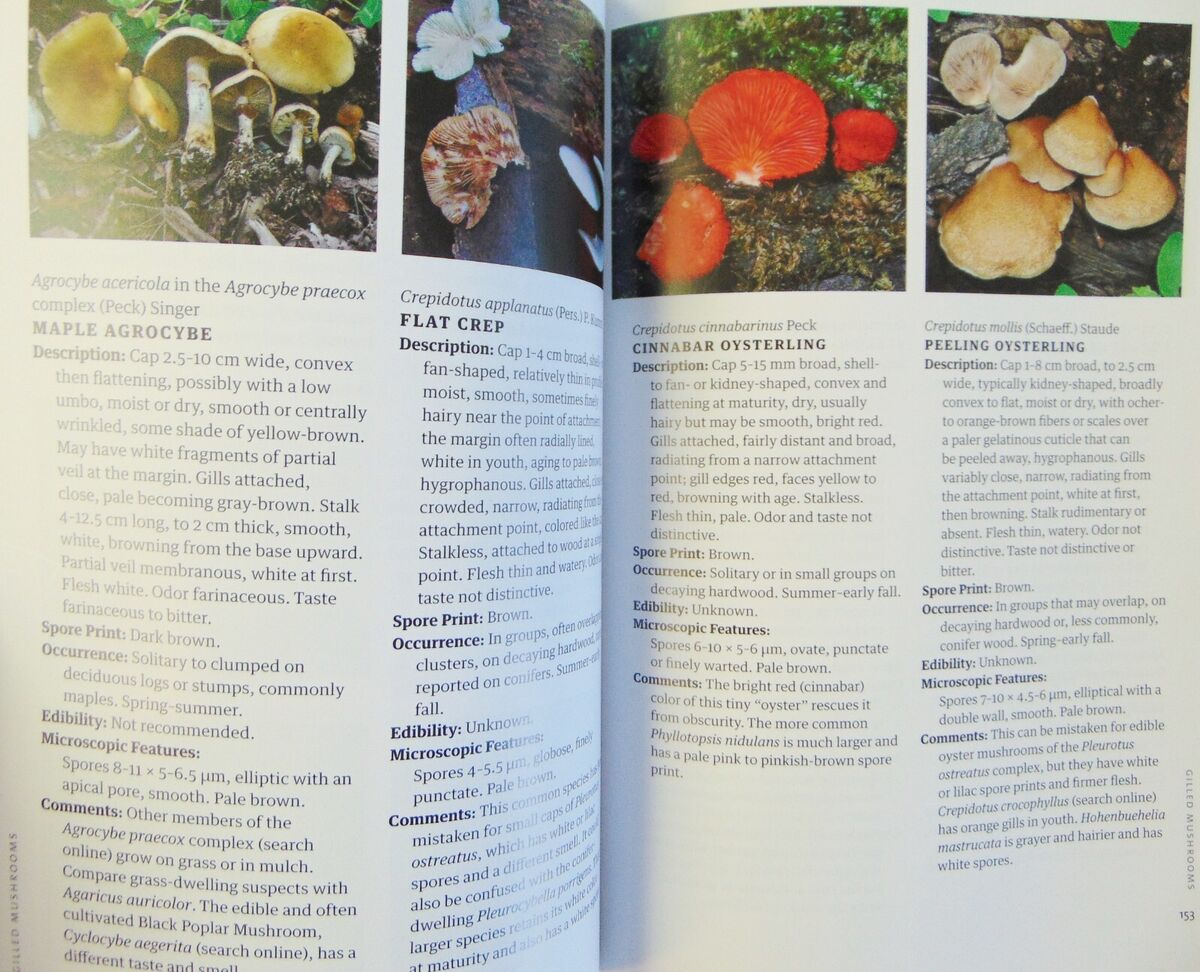 Agrocybe acericola in the Agrocybe praecox
complex (Peck) Singer
MAPLE AGROCYBE
Description: Cap 2.5-10 cm wide, convex
then flattening, possibly with a low
umbo, moist or dry, smooth or centrally
wrinkled, some shade of yellow-brown.
May have white fragments of partial
veil at the margin. Gills attached,
close, pale becoming gray-brown. Stalk
4-12.5 cm long, to 2 cm thick, smooth,
white, browning from the base upward.
Partial veil membranous, white at first.
Flesh white. Odor farinaceous. Taste
farinaceous to bitter.
Spore Print: Dark brown.
Occurrence: Solitary to clumped on
deciduous logs or stumps, commonly
maples. Spring-summer.
Edibility: Not recommended.
Microscopic Features:
Spores 8-11 × 5-6.5 µm, elliptic with an
apical pore, smooth. Pale brown.
Comments: Other members of the
Agrocybe praecox complex (search
online) grow on grass or in mulch.
Compare grass-dwelling suspects with
Agaricus auricolor. The edible and often
cultivated Black Poplar Mushroom,
Cyclocybe aegerita (search online), has a
different taste and smell.
GILLED MUSHROOMS
Crepidotus applanatus (Pers.) P.
FLAT CREP
Description: Cap 1-4 cm broad, shell-
fan-shaped, relatively thin in
moist, smooth, sometimes finely
hairy near the point of attachment,
the margin often radially lined,
white in youth, aging to pale brown,
hygrophanous. Gills attached,
crowded, narrow, radiating from the
attachment point, colored like the
Stalkless, attached to wood at a
point. Flesh thin and watery. Odor
taste not distinctive.
Spore Print: Brown.
Occurrence: In groups, often overlapping
clusters, on decaying hardwood,
reported on conifers. Summer-early
fall.
Edibility: Unknown.
Microscopic Features:
Spores 4-5.5 µm, globose, finely
punctate. Pale brown.
Comments: This common species
mistaken for small caps of Pleurotus
ostreatus, which has white or lilac
spores and a different smell. It
also be confused with the conifer-
dwelling Pleurocybella porrigens.
larger species retains its white color
at maturity and also has a white
Crepidotus cinnabarinus Peck
CINNABAR OYSTERLING
Description: Cap 5-15 mm broad, shell-
to fan- or kidney-shaped, convex and
flattening at maturity, dry, usually
hairy but may be smooth, bright red.
Gills attached, fairly distant and broad,
radiating from a narrow attachment
point; gill edges red, faces yellow to
red, browning with age. Stalkless.
Flesh thin, pale. Odor and taste not
distinctive.
Spore Print: Brown.
Occurrence: Solitary or in small groups on
decaying hardwood. Summer-early fall.
Edibility: Unknown.
Microscopic Features:
Spores 6-10 × 5-6 µm, ovate, punctate
or finely warted. Pale brown.
Comments: The bright red (cinnabar)
color of this tiny “oyster” rescues it
from obscurity. The more common
Phyllotopsis nidulans is much larger and
has a pale pink to pinkish-brown spore
print.
Crepidotus mollis (Schaeff.) Staude
PEELING OYSTERLING
Description: Cap 1-8 cm broad, to 2.5 cm
wide, typically kidney-shaped, broadly
convex to flat, moist or dry, with ocher-
to orange-brown fibers or scales over
a paler gelatinous cuticle that can
be peeled away, hygrophanous. Gills
variably close, narrow, radiating from
the attachment point, white at first,
then browning. Stalk rudimentary or
absent. Flesh thin, watery. Odor not
distinctive. Taste not distinctive or
bitter.
Spore Print: Brown.
Occurrence: In groups that may overlap, on
decaying hardwood or, less commonly,
conifer wood. Spring-early fall.
Edibility: Unknown.
Microscopic Features:
Spores 7-10 × 4.5-6 µm, elliptical with a
double wall, smooth. Pale brown.
Comments: This can be mistaken for edible
oyster mushrooms of the Pleurotus
ostreatus complex, but they have white
or lilac spore prints and firmer flesh.
Crepidotus crocophyllus (search online)
has orange gills in youth. Hohenbuehelia
mastrucata is grayer and hairier and has
white spores.
GILLED MUSHROOMS
153